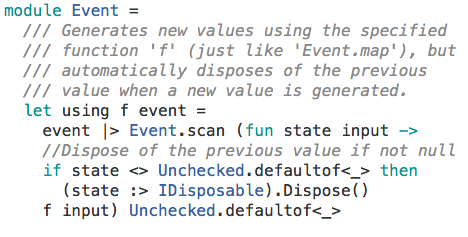 module Event =
  /// Generates new values using the specified
  /// function 'f' (just like 'Event.map'), but
  /// automatically disposes of the previous
  /// value when a new value is generated.
  let using f event =
    event |> Event.scan (fun state input ->
    //Dispose of the previous value if not null
    if state <> Unchecked.defaultof<_> then
      (state :> IDisposable).Dispose()
    f input) Unchecked.defaultof<_>